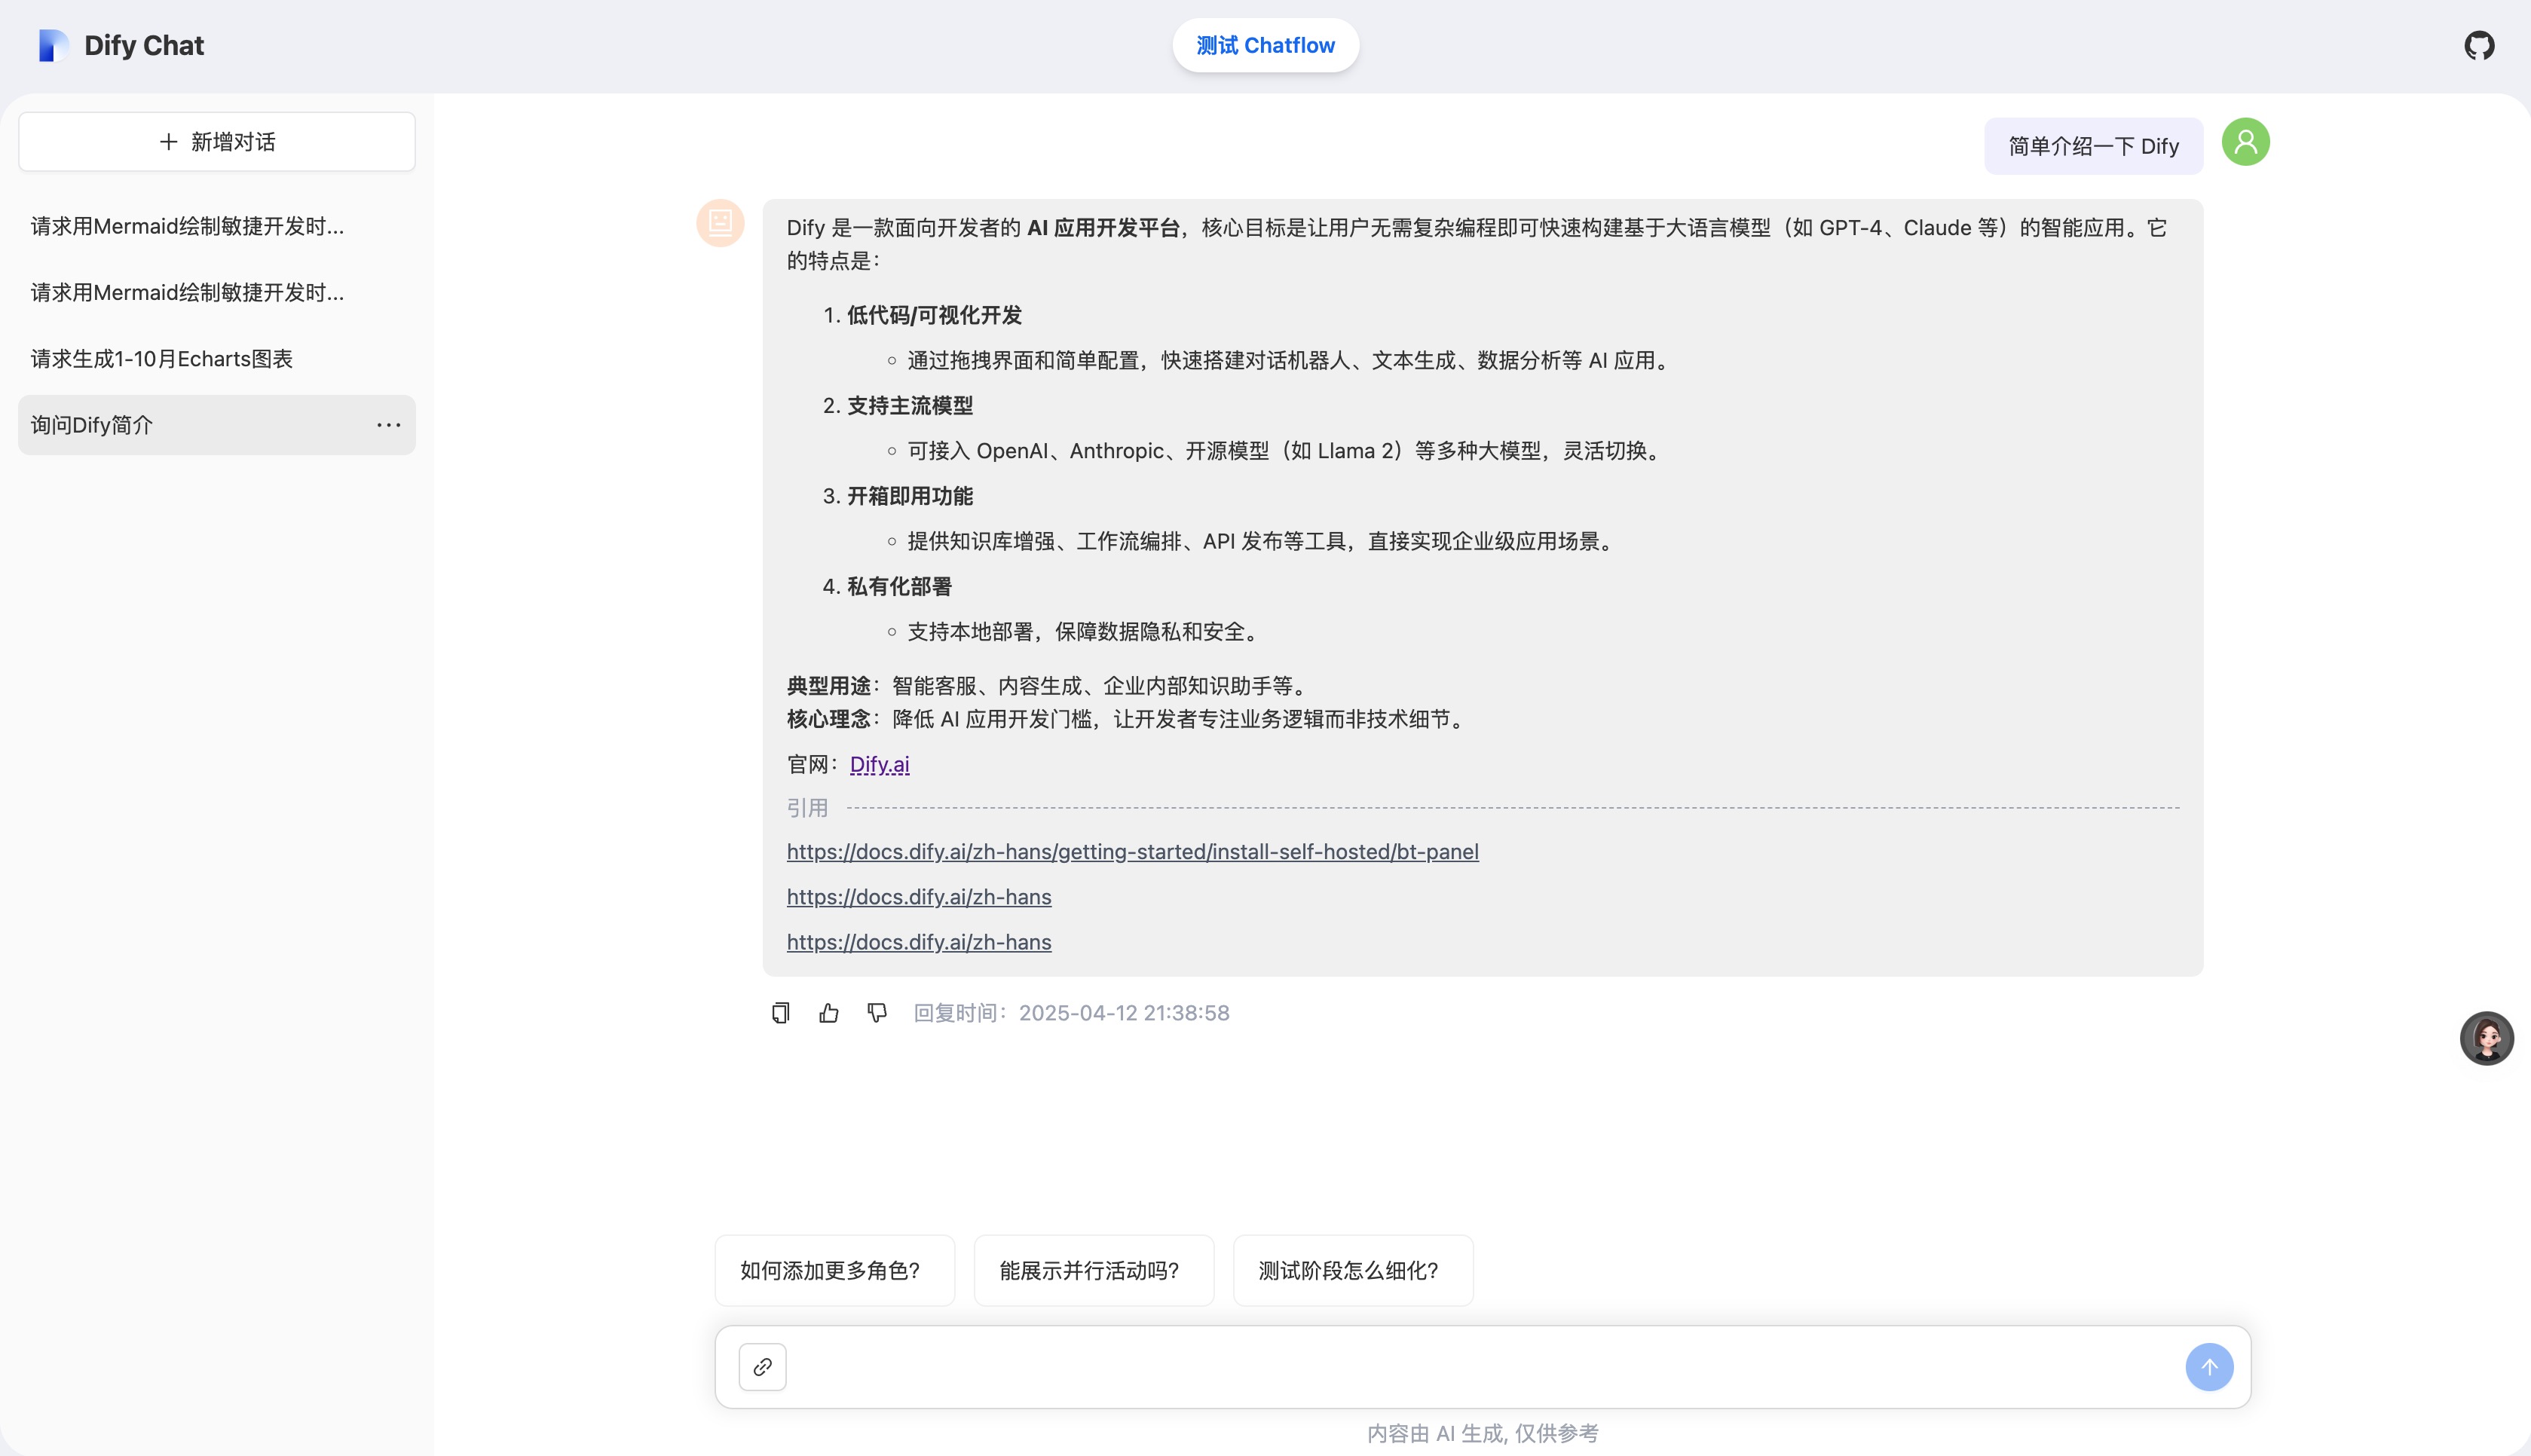 Dify Chat
测试 Chatflow
新增对话
请求用Mermaid绘制敏捷开发时...
请求用Mermaid绘制敏捷开发时...
请求生成1-10月Echarts图表
询问Dify简介
简单介绍一下 Dify
Dify 是一款面向开发者的 AI 应用开发平台，核心目标是让用户无需复杂编程即可快速构建基于大语言模型（如 GPT-4、Claude 等）的智能应用。它
的特点是：
1. 低代码/可视化开发
通过拖拽界面和简单配置，快速搭建对话机器人、文本生成、数据分析等 AI 应用。
2. 支持主流模型
可接入 OpenAI、Anthropic、开源模型（如 Llama 2）等多种大模型，灵活切换。
3. 开箱即用功能
提供知识库增强、工作流编排、API 发布等工具，直接实现企业级应用场景。
4. 私有化部署
支持本地部署，保障数据隐私和安全。
典型用途：智能客服、内容生成、企业内部知识助手等。
核心理念：降低 AI 应用开发门槛，让开发者专注业务逻辑而非技术细节。
官网：Dify.ai
引用
https://docs.dify.ai/zh-hans/getting-started/install-self-hosted/bt-panel
https://docs.dify.ai/zh-hans
https://docs.dify.ai/zh-hans
回复时间：2025-04-12 21:38:58
如何添加更多角色?
能展示并行活动吗?
测试阶段怎么细化?
内容由 AI 生成, 仅供参考